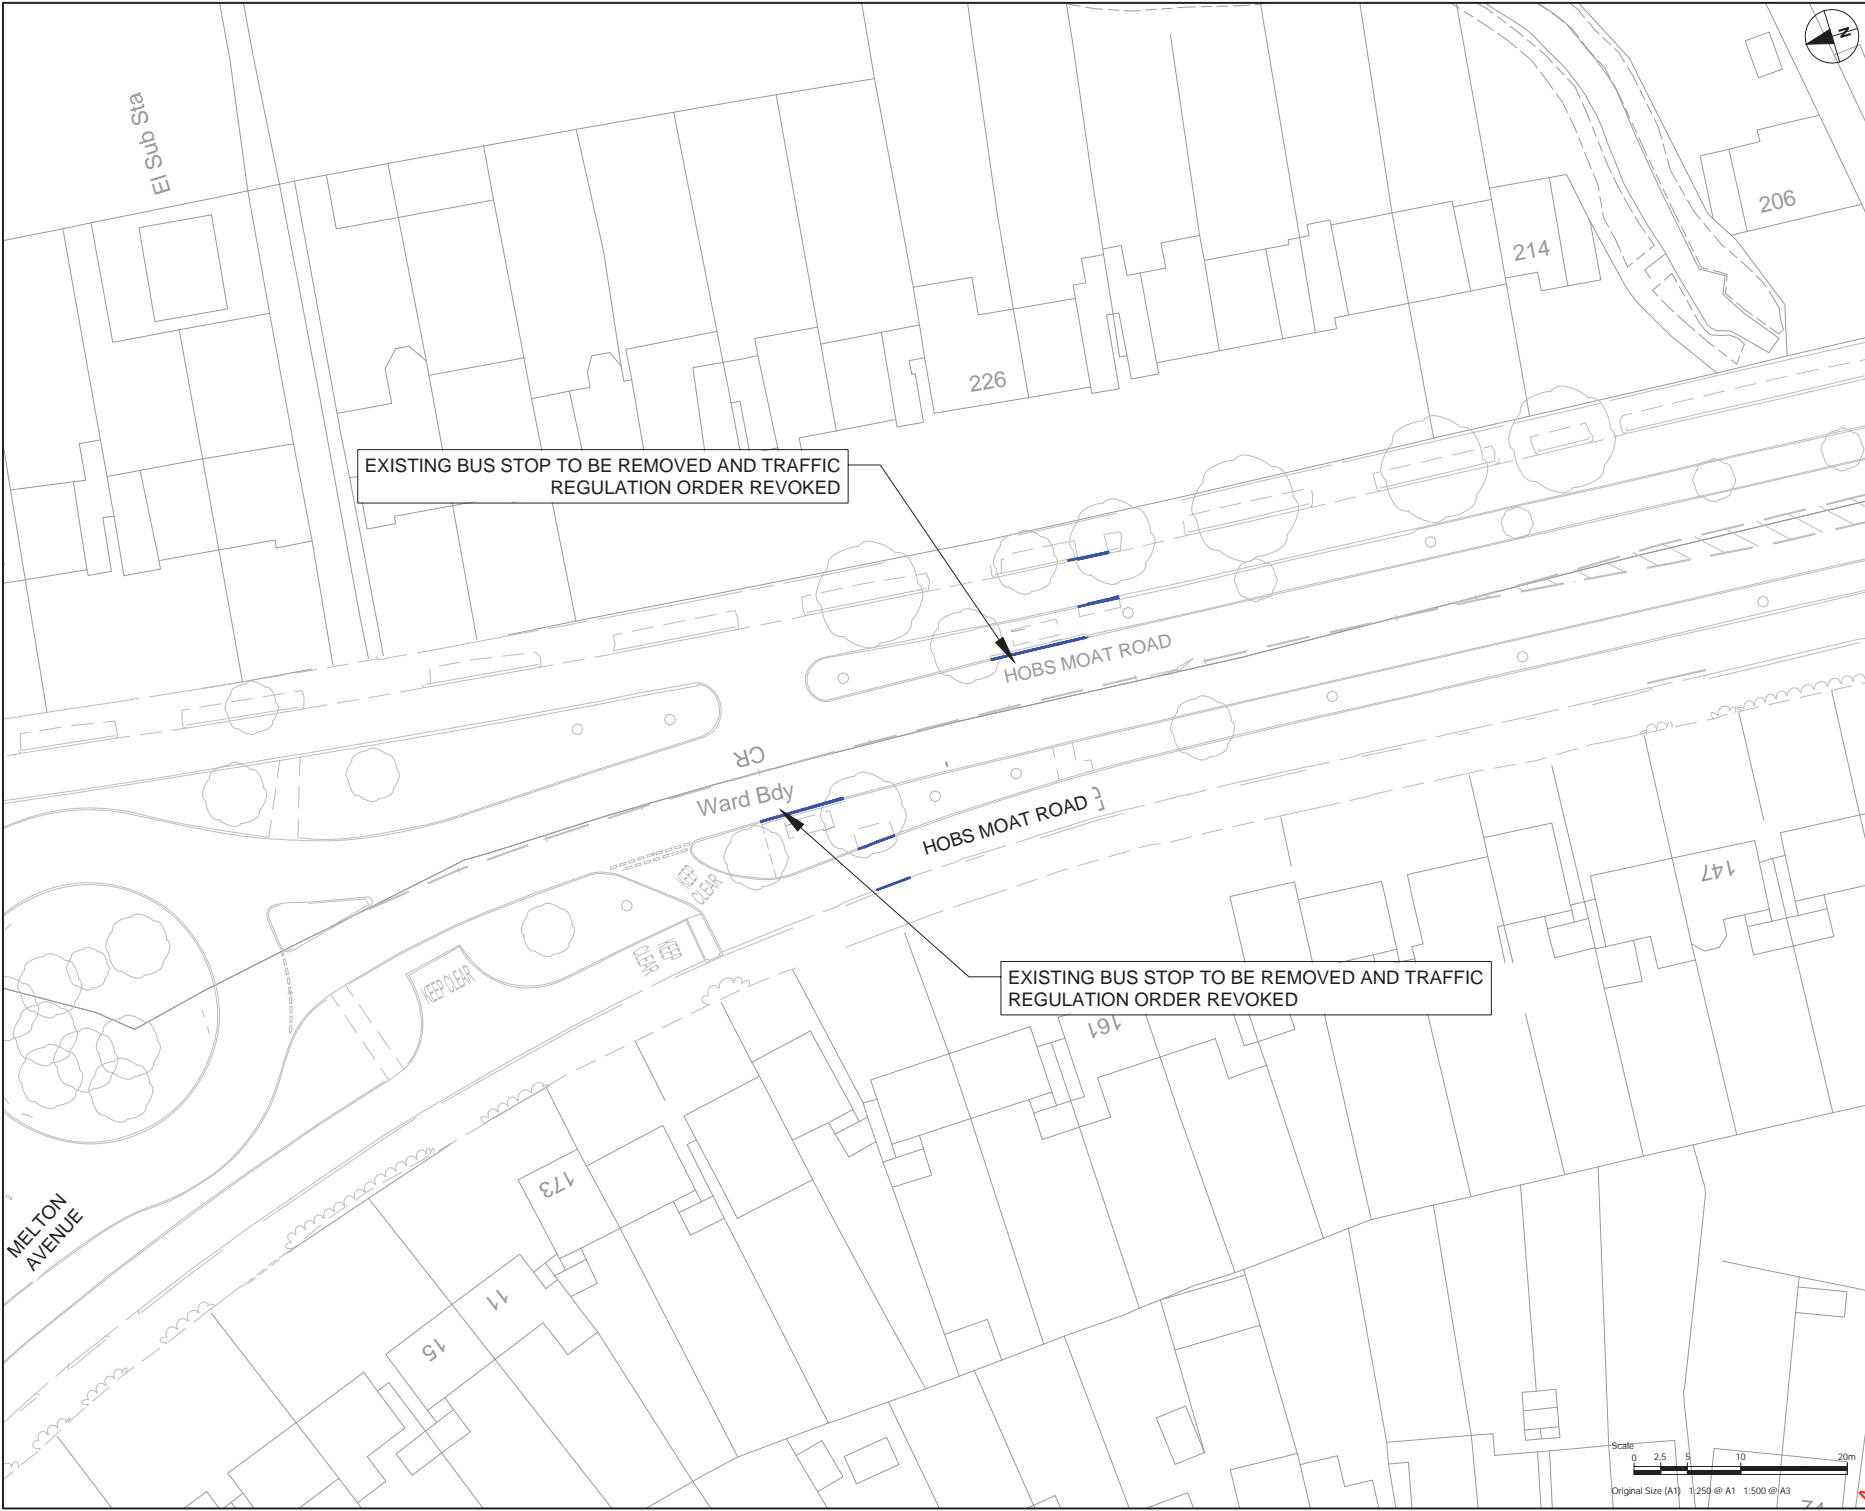 N
El Sub Sta
206
214
226
EXISTING BUS STOP TO BE REMOVED AND TRAFFIC
REGULATION ORDER REVOKED
HOBS MOAT ROAD
CR
Ward Bdy
HOBS MOAT ROAD
KEEP
CLEAR
KEEP
CLEAR
KEEP CLEAR
147
EXISTING BUS STOP TO BE REMOVED AND TRAFFIC
REGULATION ORDER REVOKED
161
173
MELTON
AVENUE
11
15
Scale
0 2.5 5 10 20m
Original Size (A1) 1:250 @ A1 1:500 @ A3